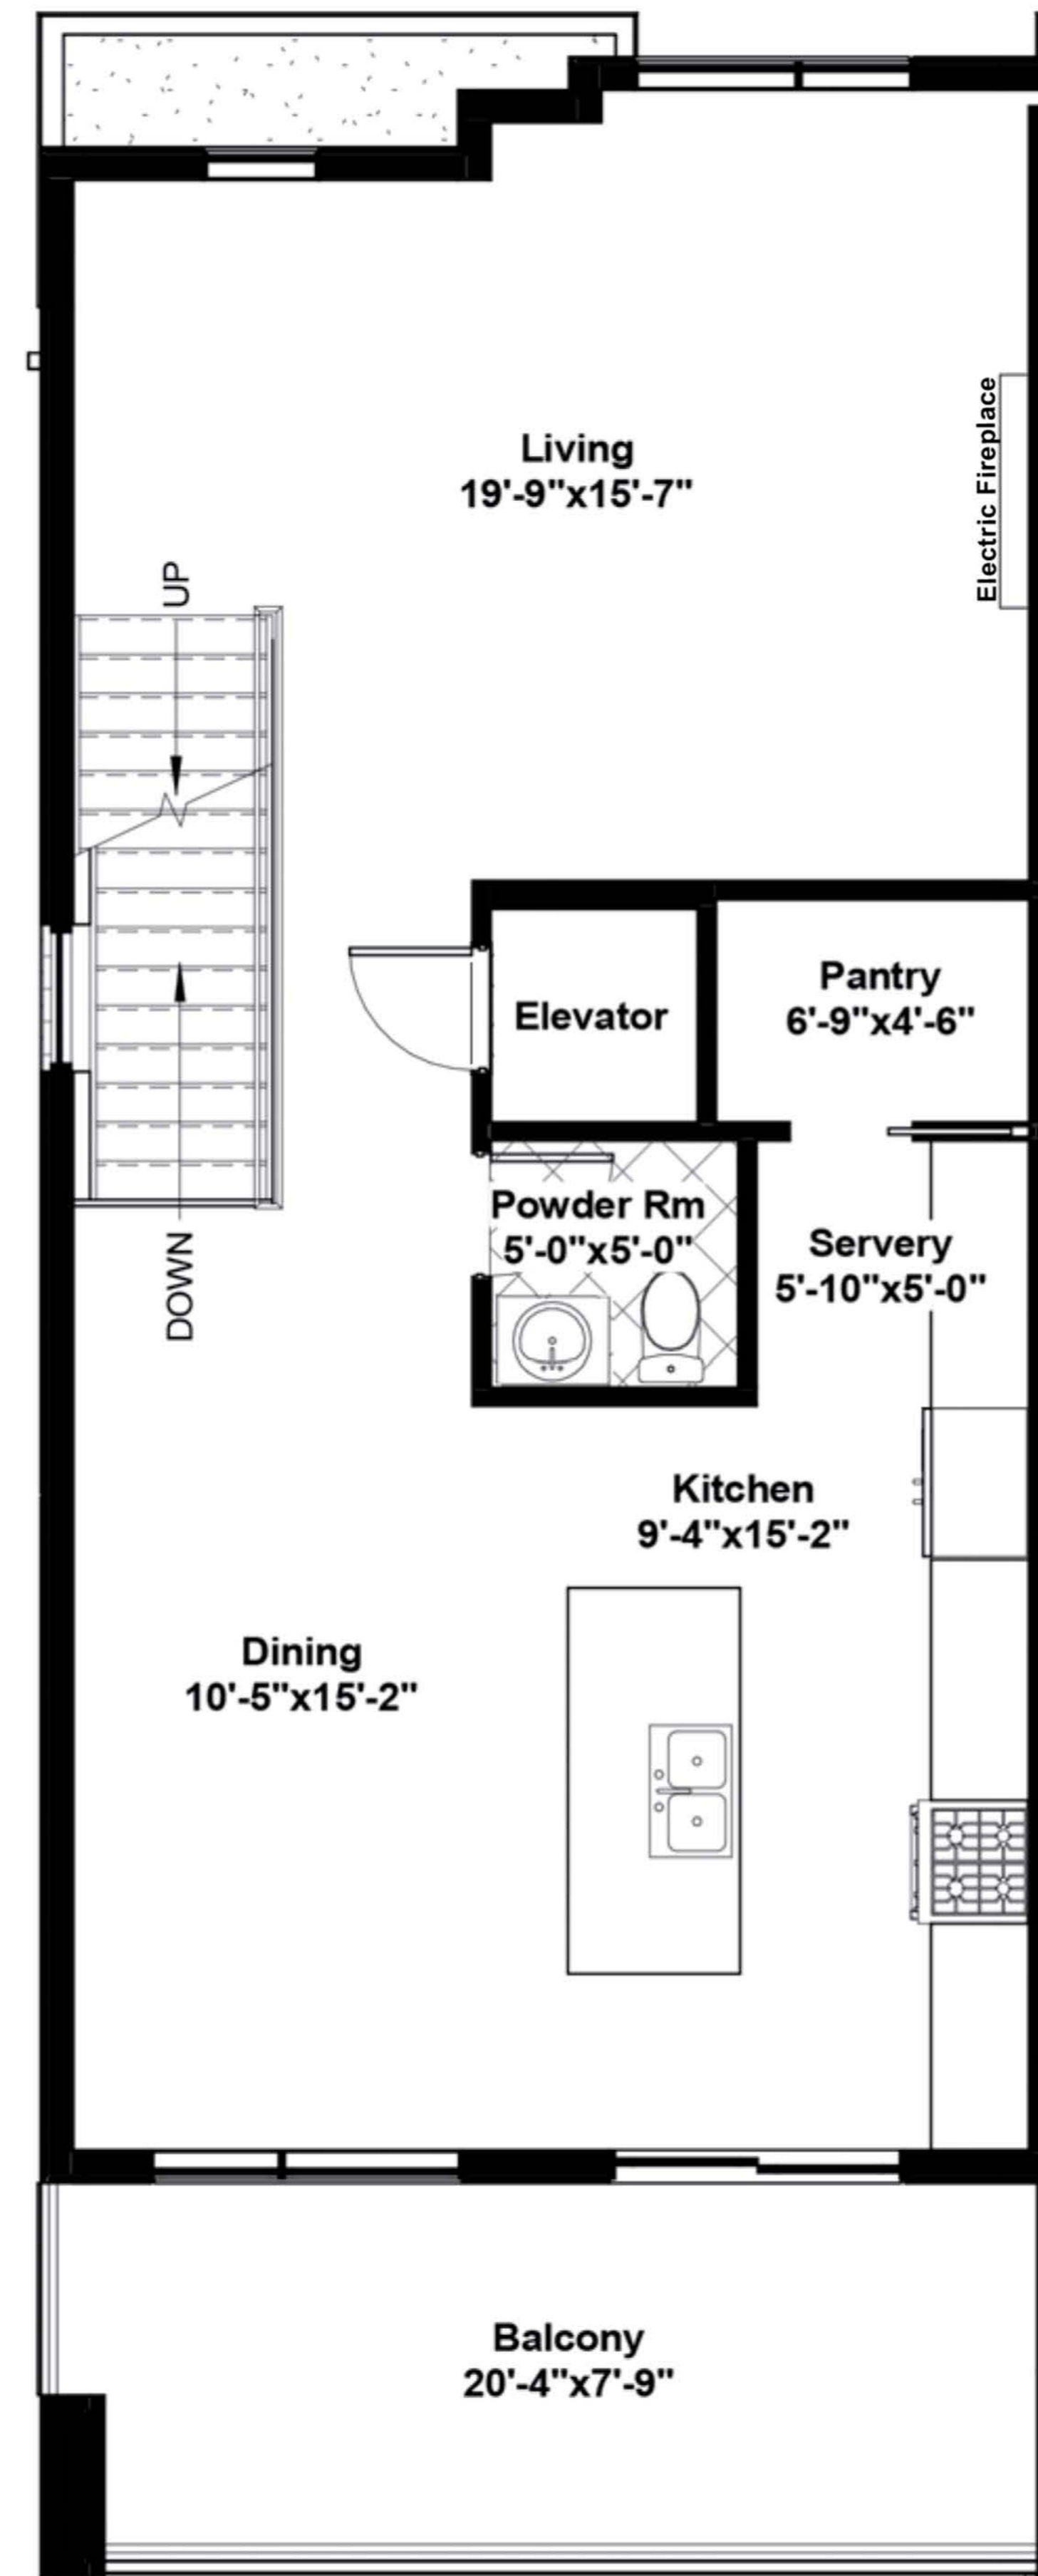 Living
19'-9"x15'-7"
Electric Fireplace
UP
Elevator
Pantry
6'-9"x4'-6"
Powder Rm
5'-0"x5'-0"
Servery
5'-10"x5'-0"
DOWN
Kitchen
9'-4"x15'-2"
Dining
10'-5"x15'-2"
Balcony
20'-4"x7'-9"